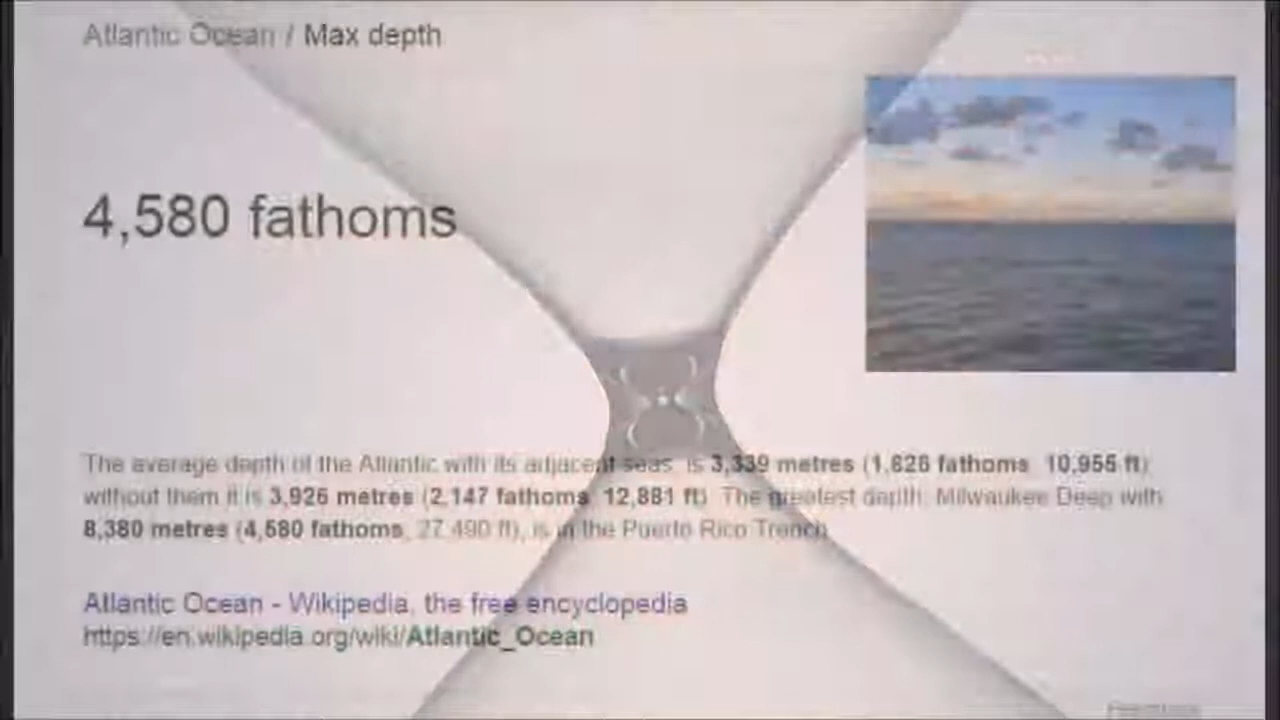 Atlantic Ocean / Max depth
4,580 fathoms
The average depth of the Atlantic with its adjacent seas, is 3,339 metres (1,826 fathoms, 10,955 ft);
without them it is 3,926 metres (2,147 fathoms, 12,881 ft). The greatest depth, Milwaukee Deep with
8,380 metres (4,580 fathoms, 27,490 ft), is in the Puerto Rico Trench
Atlantic Ocean - Wikipedia, the free encyclopedia
https://en.wikipedia.org/wiki/Atlantic_Ocean